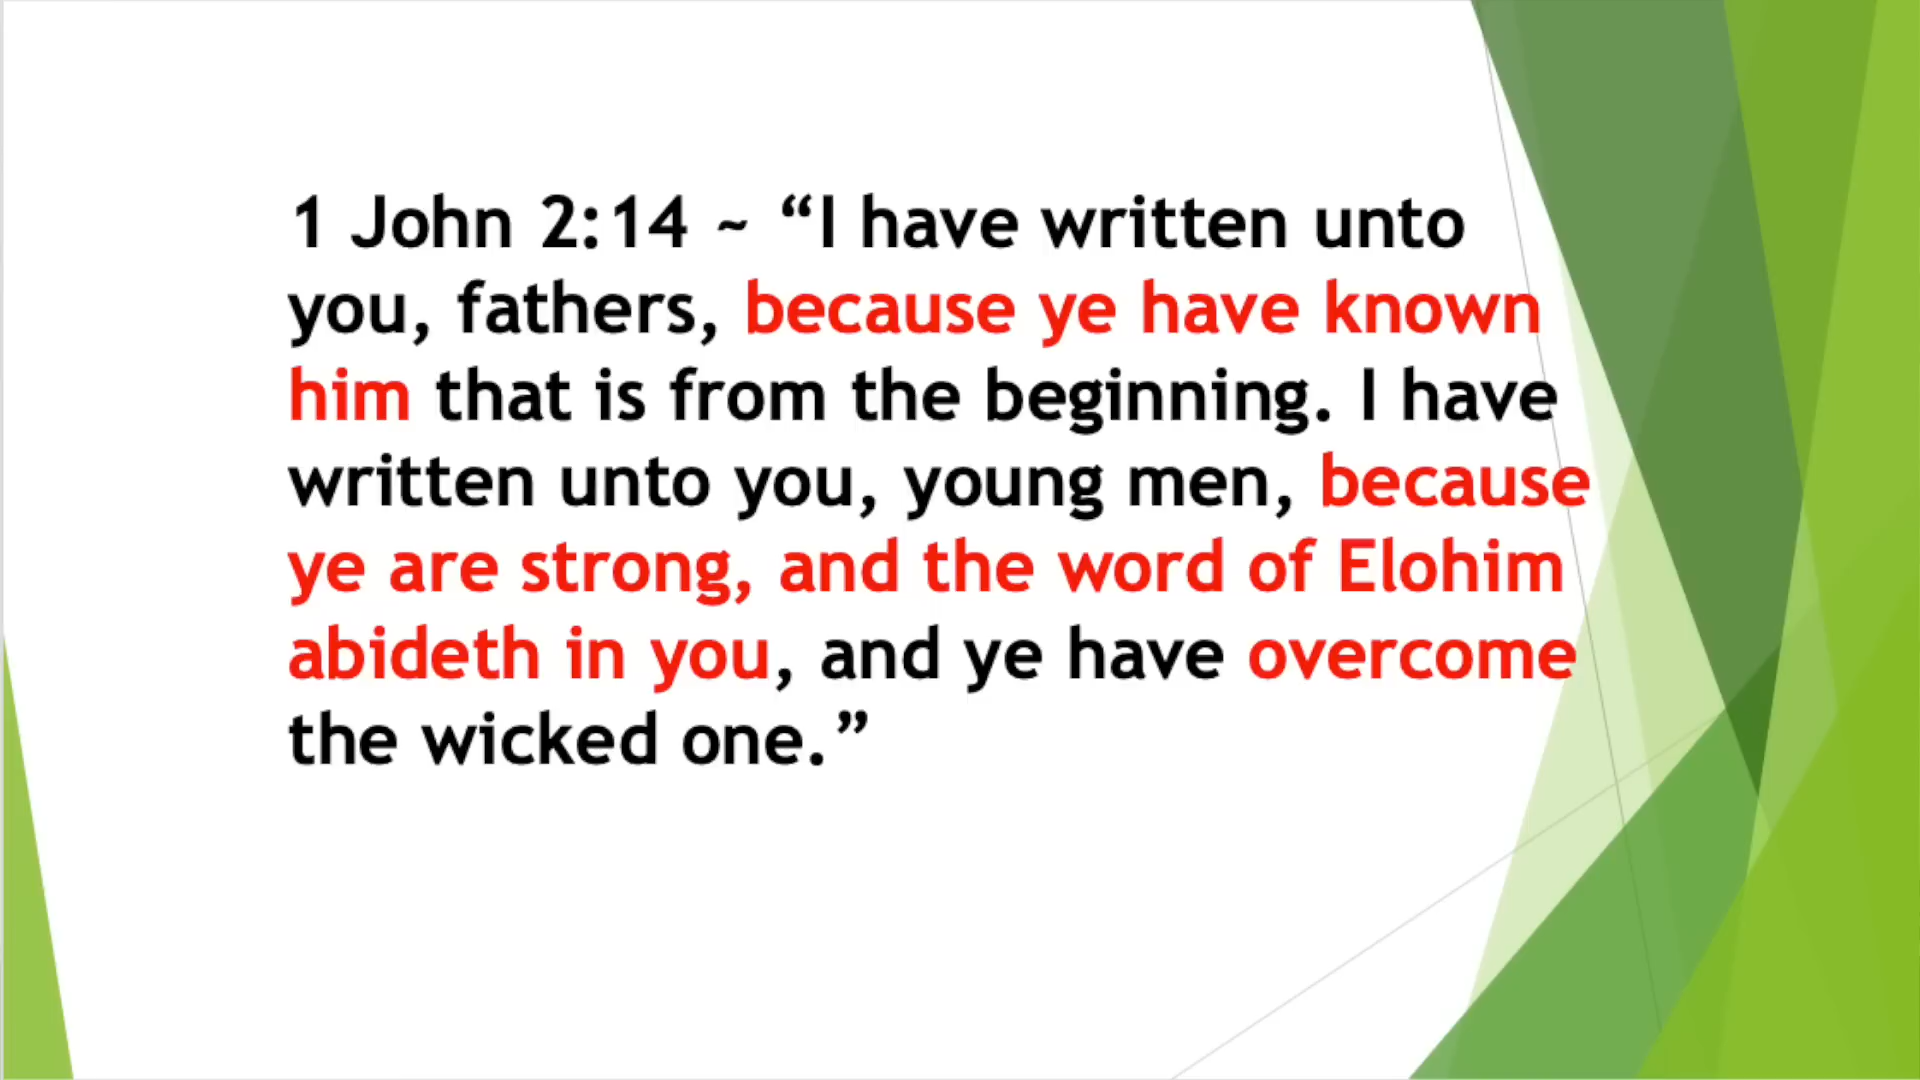 1 John 2:14 ~ “I have written unto
you, fathers, because ye have known
him that is from the beginning. I have
written unto you, young men, because
ye are strong, and the word of Elohim
abideth in you, and ye have overcome
the wicked one.”